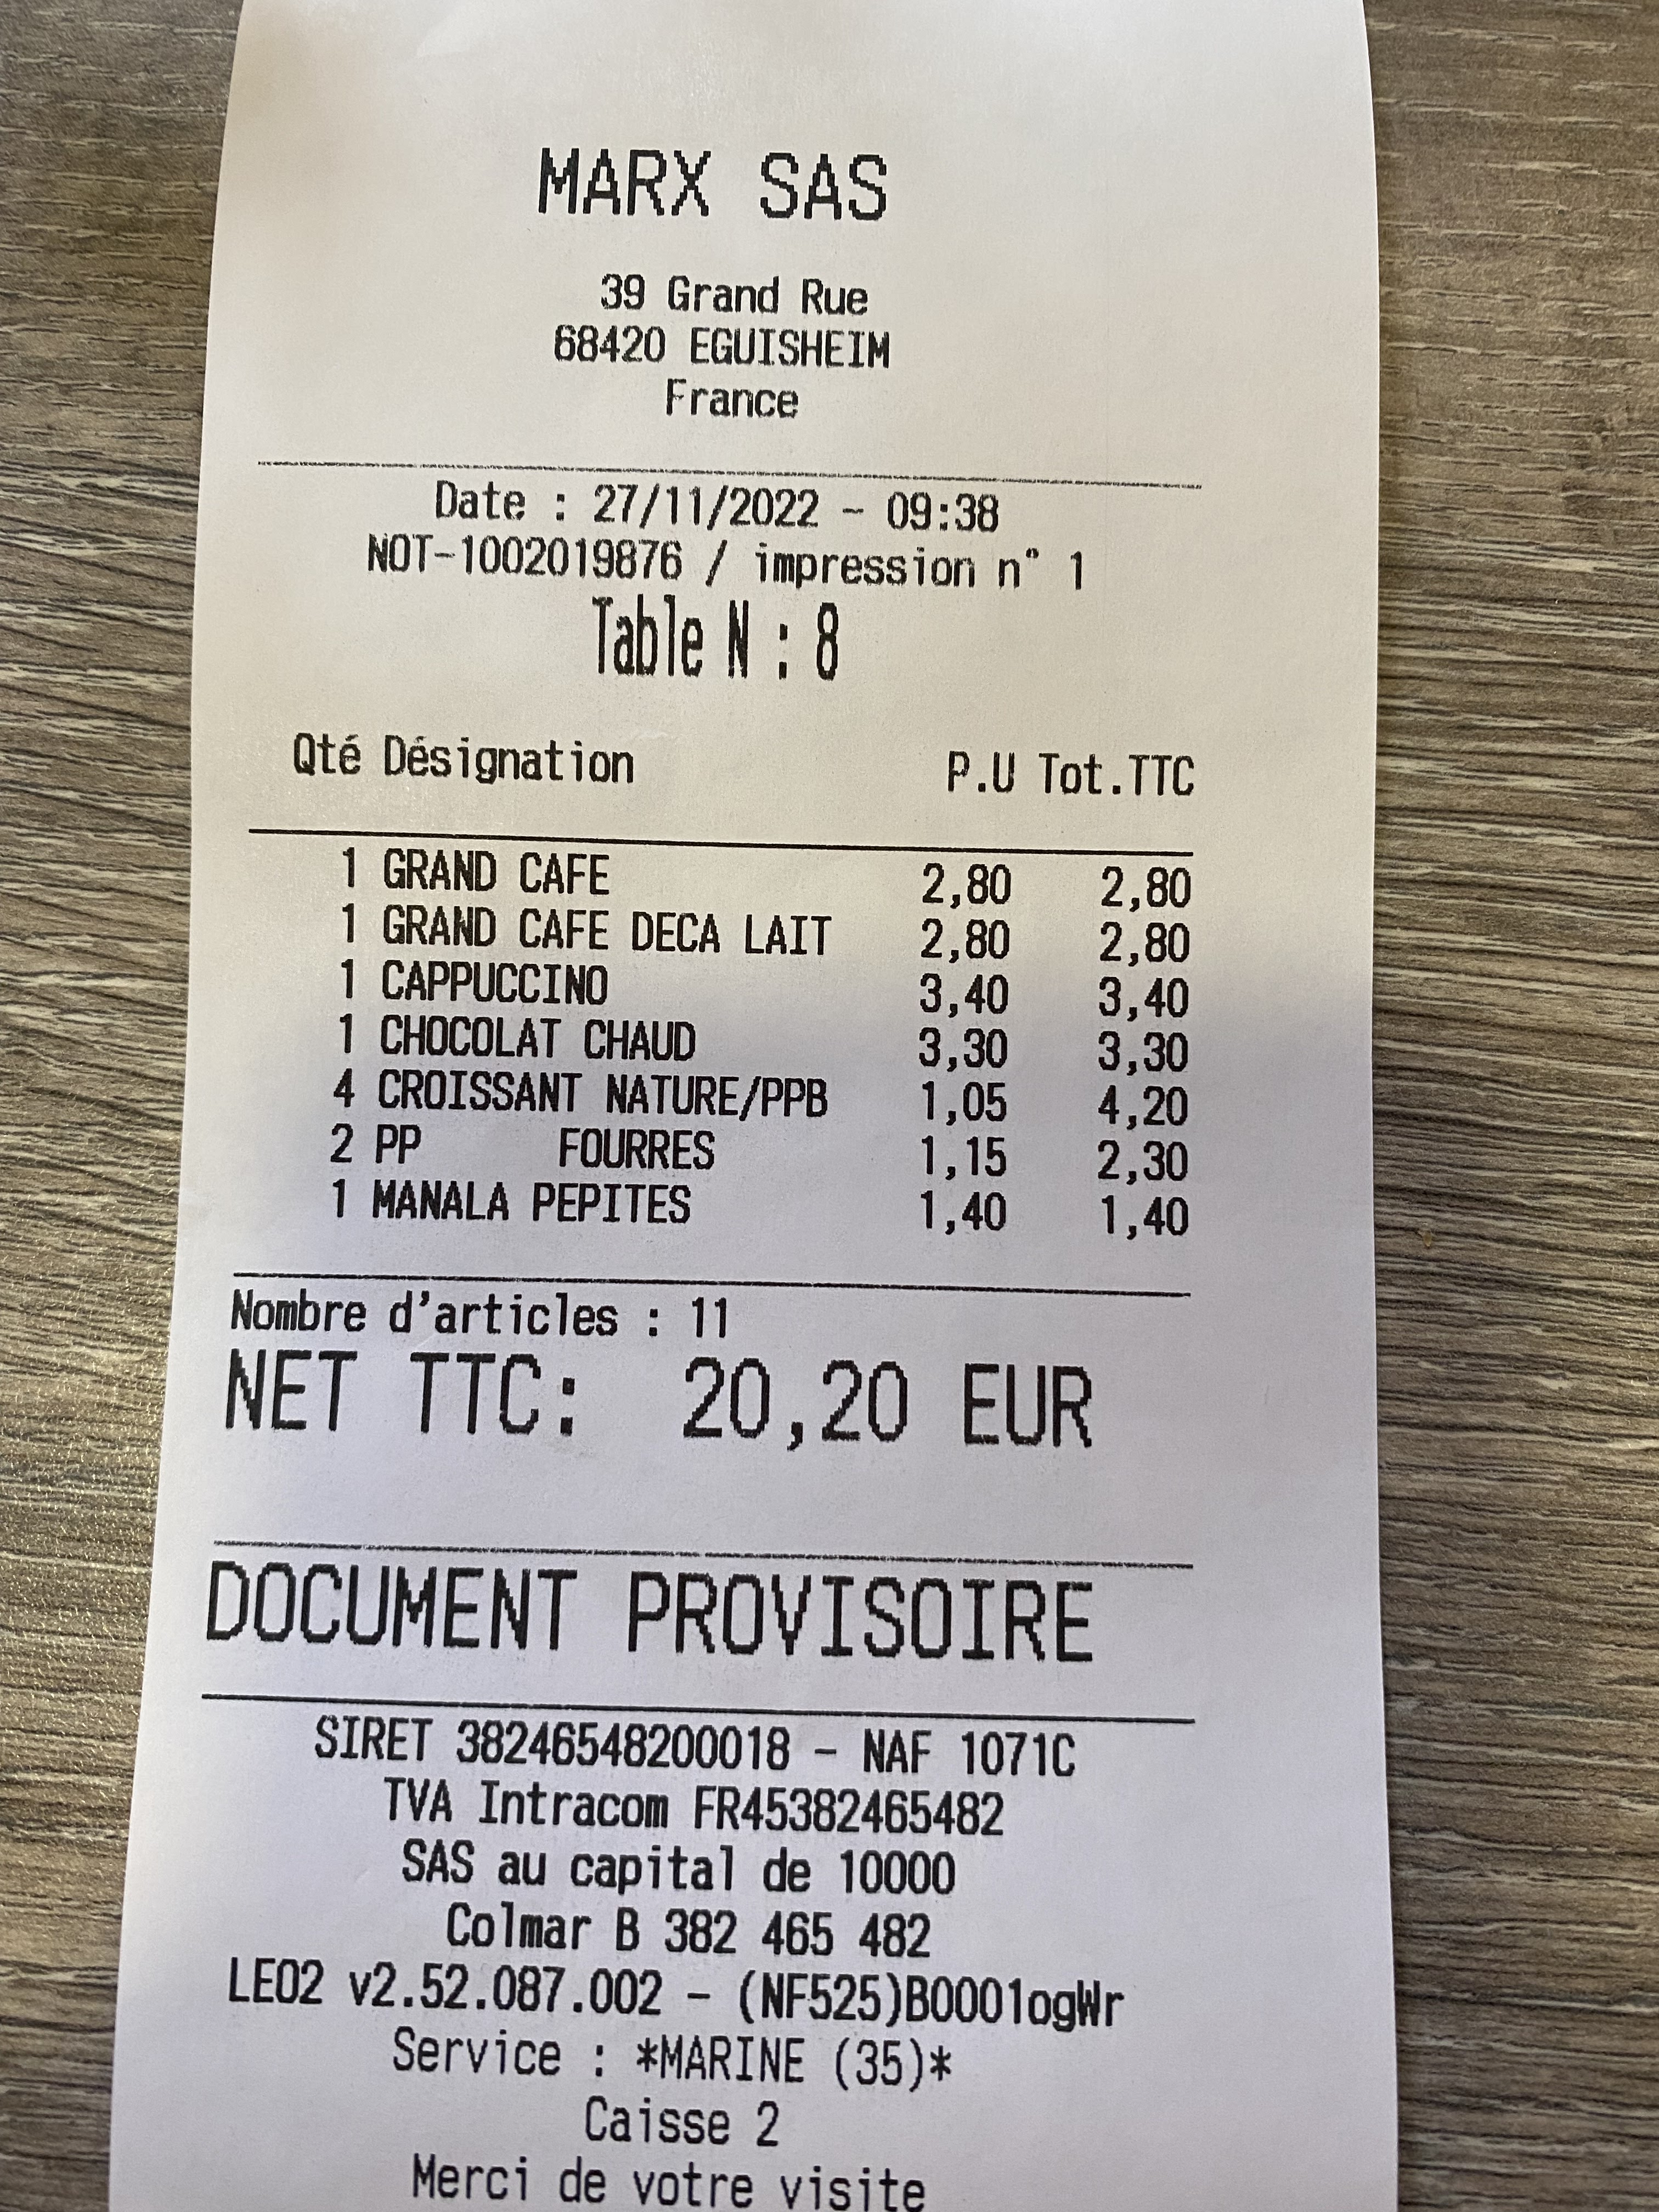 MARX SAS
39 Grand Rue
68420 EGUISHEIM
France
Date : 27/11/2022 - 09:38
NOT-1002019876 / impression n° 1
Table N : 8
Qté Désignation P.U Tot.TTC
1 GRAND CAFE 2,80 2,80
1 GRAND CAFE DECA LAIT 2,80 2,80
1 CAPPUCCINO 3,40 3,40
1 CHOCOLAT CHAUD 3,30 3,30
4 CROISSANT NATURE/PPB 1,05 4,20
2 PP FOURRES 1,15 2,30
1 MANALA PEPITES 1,40 1,40
Nombre d'articles : 11
NET TTC: 20,20 EUR
DOCUMENT PROVISOIRE
SIRET 38246548200018 - NAF 1071C
TVA Intracom FR45382465482
SAS au capital de 10000
Colmar B 382 465 482
LEO2 v2.52.087.002 - (NF525)B0001ogWr
Service : *MARINE (35)*
Caisse 2
Merci de votre visite